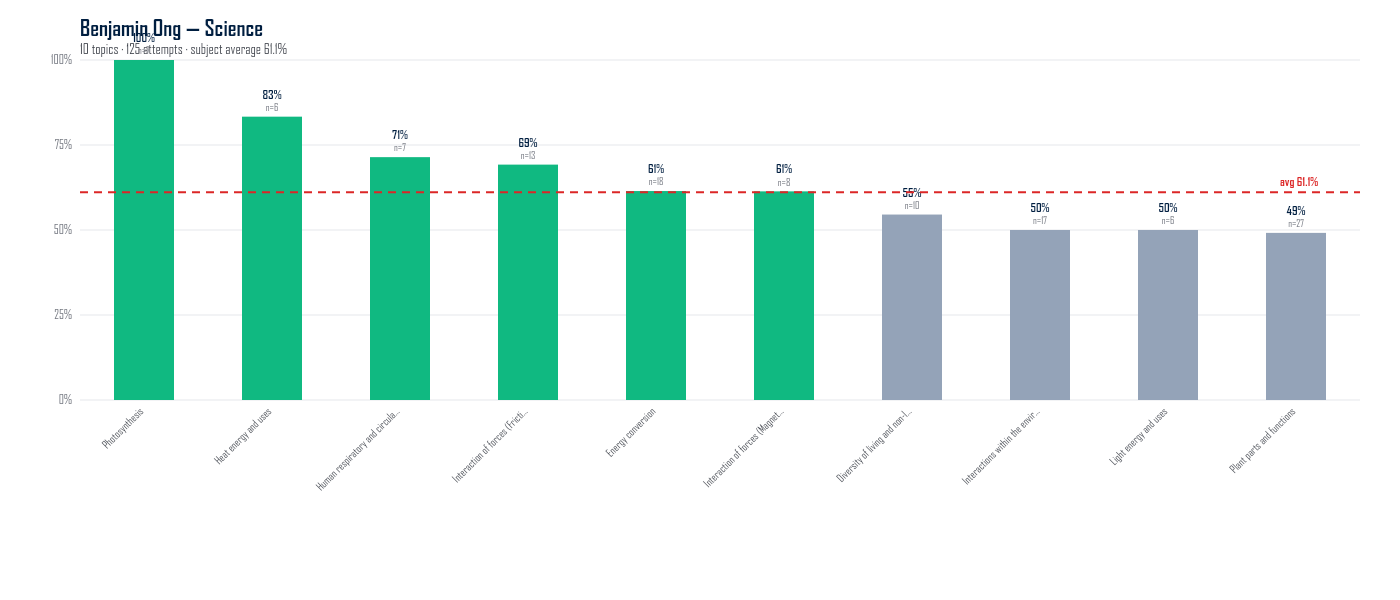 Benjamin Ong — Science
10 topics · 125 attempts · subject average 61.1%
100%
100%
83%
n=6
75%
71%
n=7
69%
n=13
61%
n=18
61%
n=8
avg 61.1%
55%
n=10
50%
50%
n=17
50%
n=6
49%
n=27
25%
0%
Photosynthesis
Heat energy and uses
Human respiratory and circula...
Interaction of forces (Fricti...
Energy conversion
Interaction of forces (Magnet...
Diversity of living and non-l...
Interactions within the envir...
Light energy and uses
Plant parts and functions